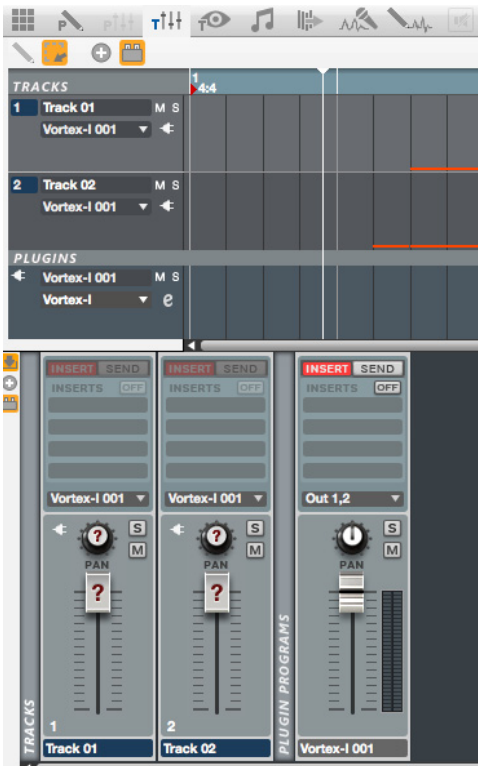 P
P
T
T
TRACKS
1
4:4
1 Track 01 M S
Vortex-I 001
2 Track 02 M S
Vortex-I 001
PLUGINS
Vortex-I 001 M S
Vortex-I e
INSERT SEND INSERT SEND INSERT SEND
INSERTS OFF INSERTS OFF INSERTS OFF
Vortex-I 001 Vortex-I 001 Out 1,2
? S ? S S
M M M
PAN PAN PAN
? ?
TRACKS
PLUGIN PROGRAMS
1 2
Track 01 Track 02 Vortex-I 001